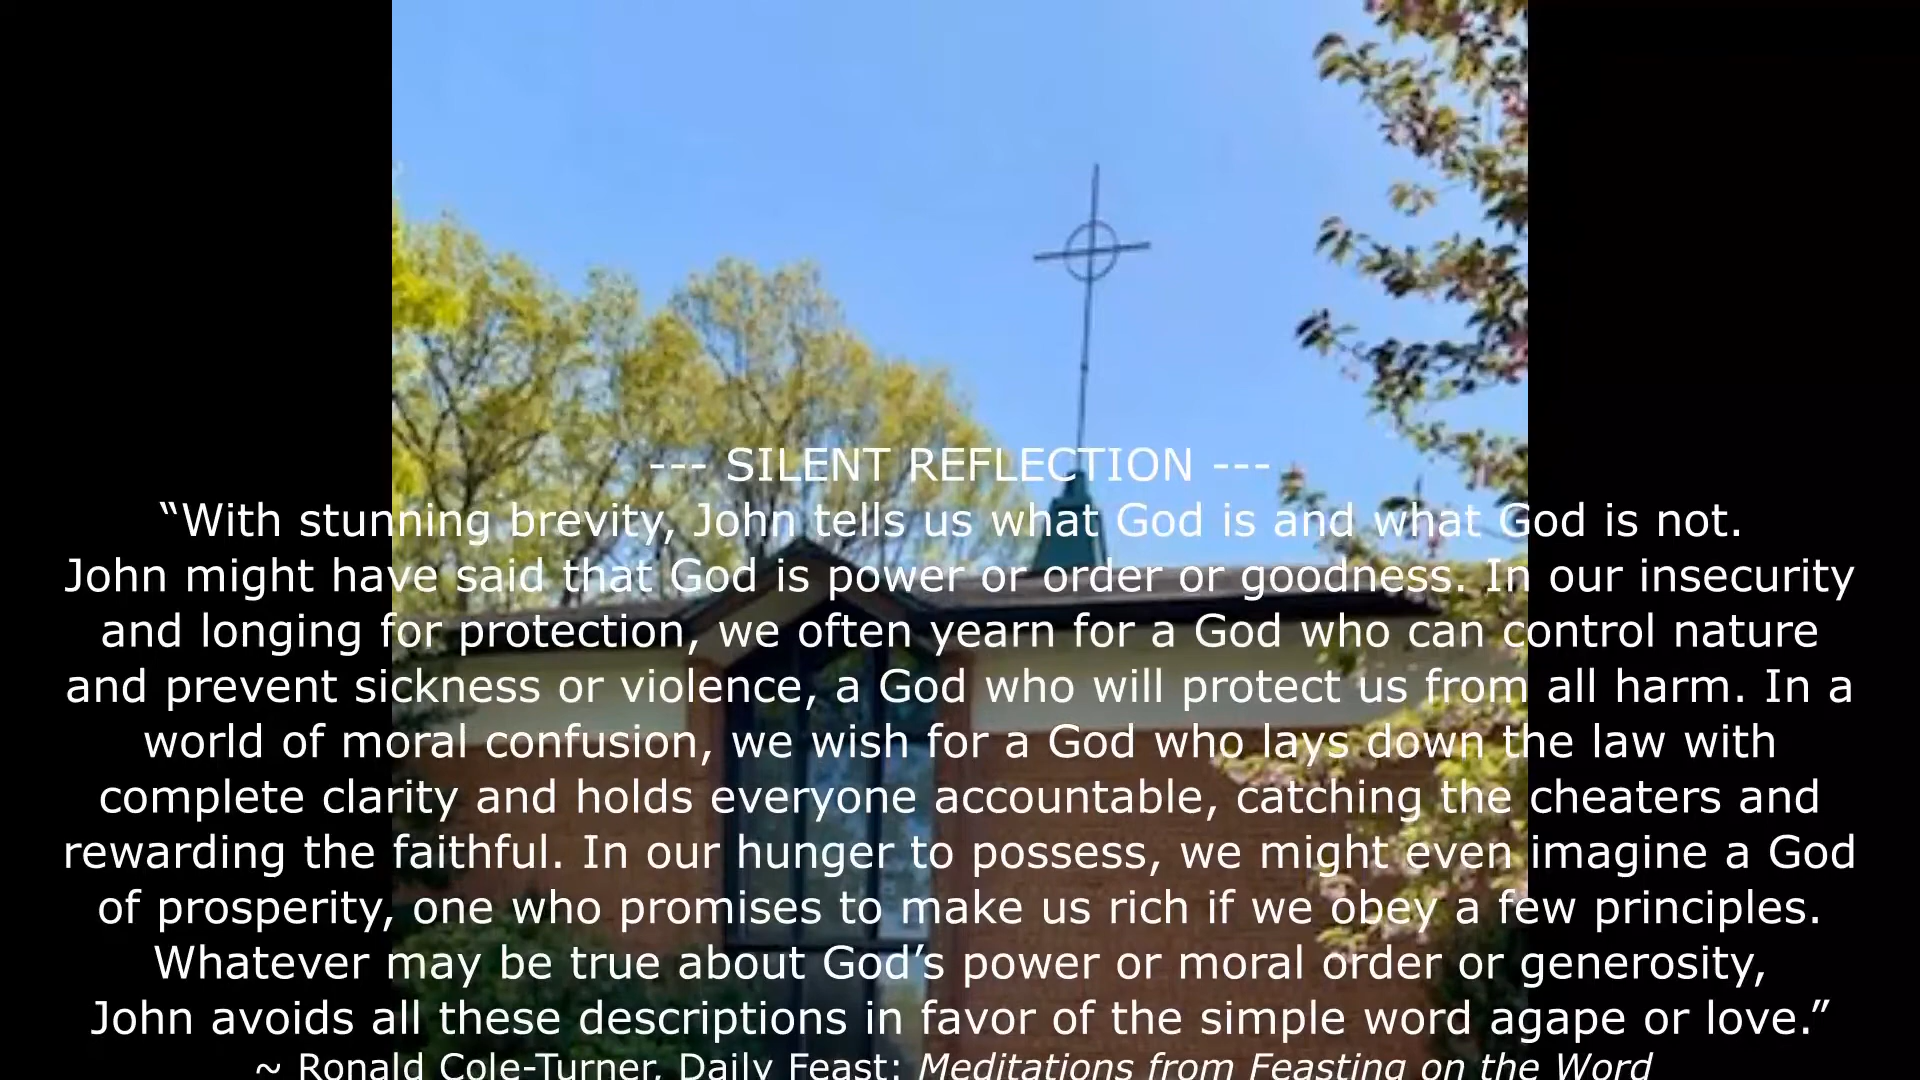 --- SILENT REFLECTION ---
“With stunning brevity, John tells us what God is and what God is not.
John might have said that God is power or order or goodness. In our insecurity
and longing for protection, we often yearn for a God who can control nature
and prevent sickness or violence, a God who will protect us from all harm. In a
world of moral confusion, we wish for a God who lays down the law with
complete clarity and holds everyone accountable, catching the cheaters and
rewarding the faithful. In our hunger to possess, we might even imagine a God
of prosperity, one who promises to make us rich if we obey a few principles.
Whatever may be true about God’s power or moral order or generosity,
John avoids all these descriptions in favor of the simple word agape or love.”
~ Ronald Cole-Turner, Daily Feast: Meditations from Feasting on the Word